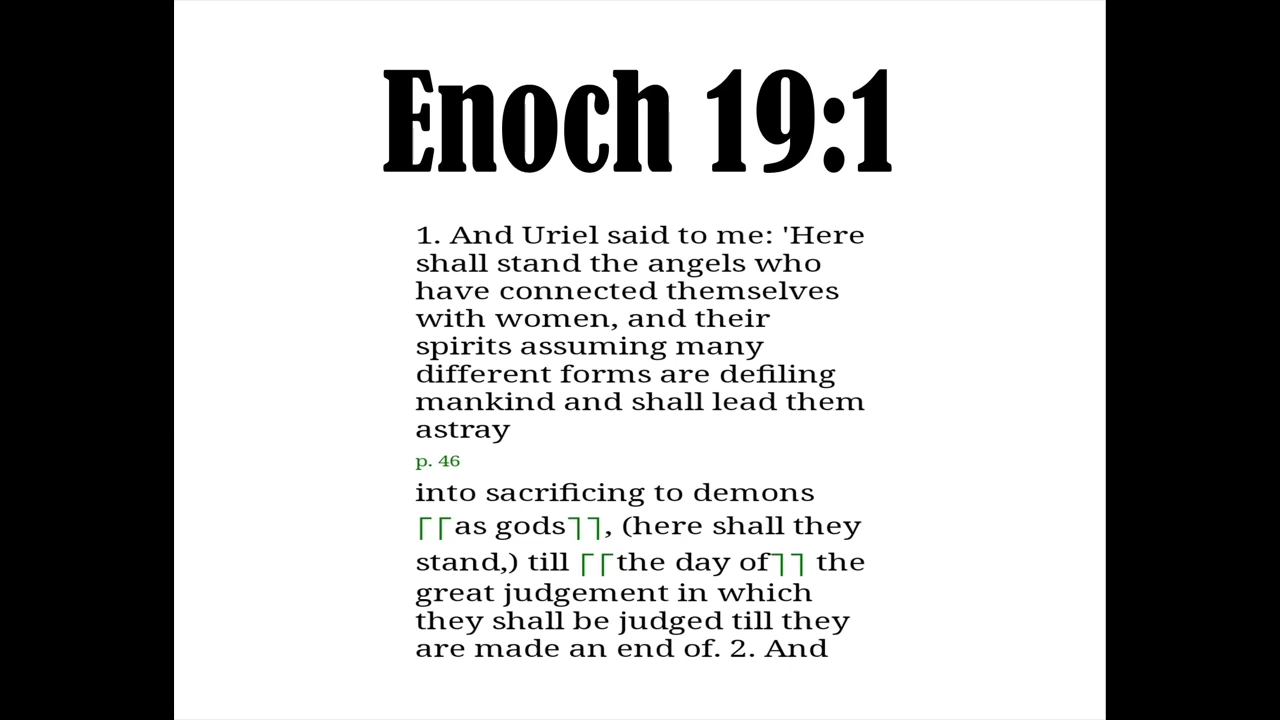 Enoch 19:1
1. And Uriel said to me: 'Here
shall stand the angels who
have connected themselves
with women, and their
spirits assuming many
different forms are defiling
mankind and shall lead them
astray
p. 46
into sacrificing to demons
⌈⌈as gods⌉⌉, (here shall they
stand,) till ⌈⌈the day of⌉⌉ the
great judgement in which
they shall be judged till they
are made an end of. 2. And